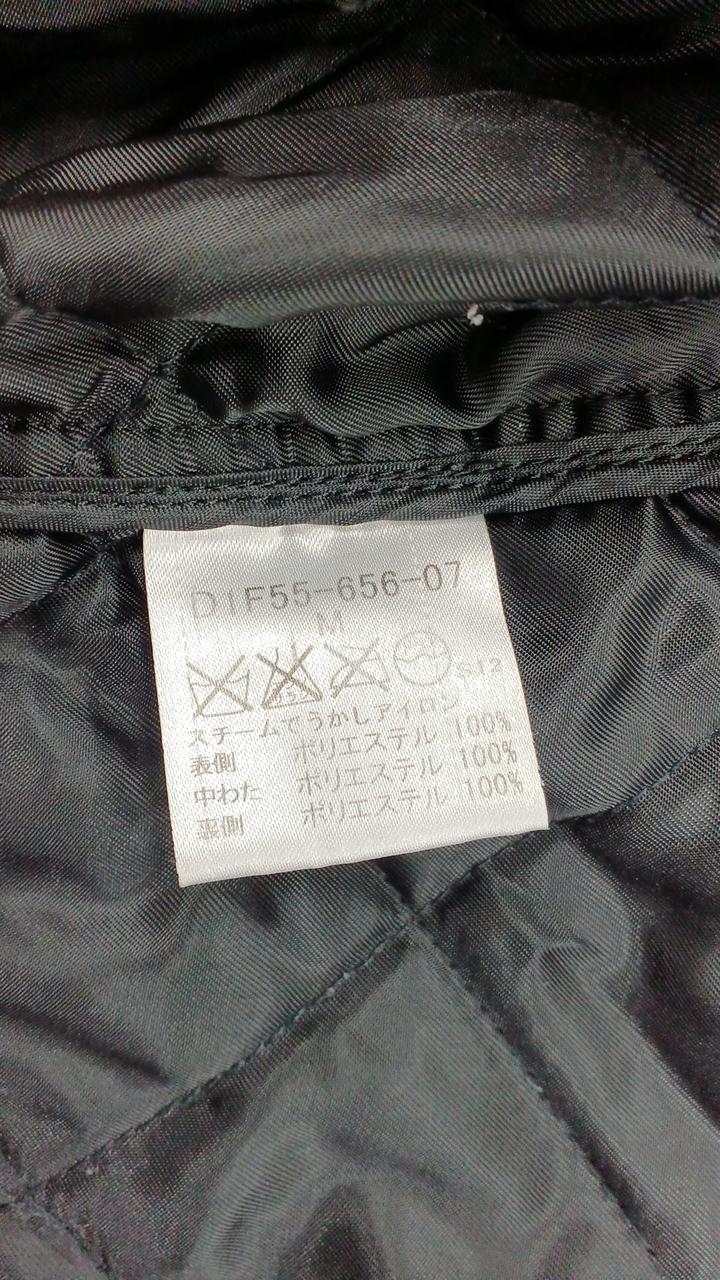 D1F55-656-07
M
S12
スチームでうかしアイロン
表側 ポリエステル 100%
中わた ポリエステル 100%
裏側 ポリエステル 100%